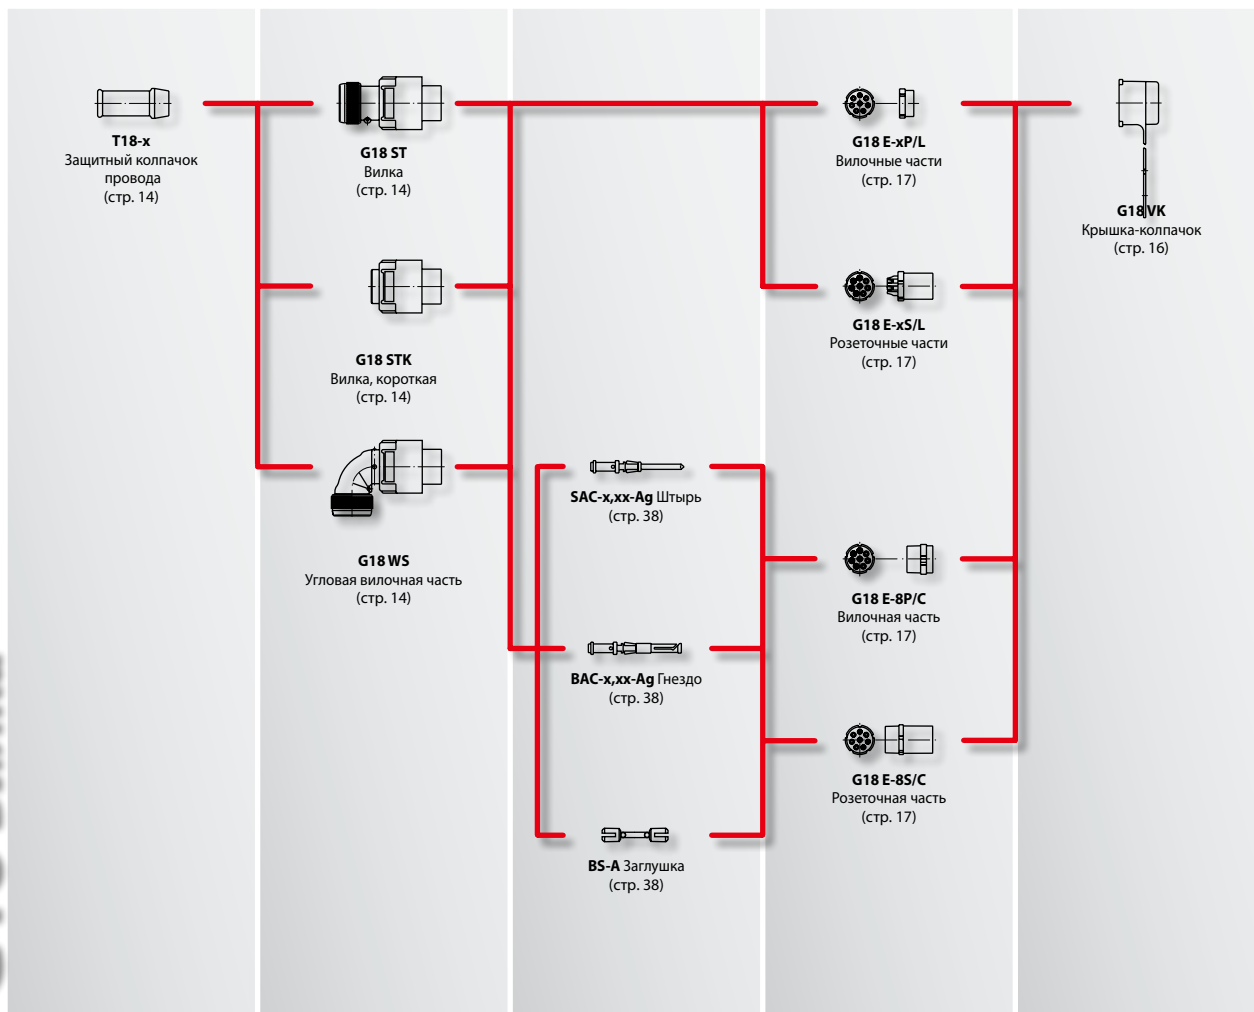 T18-x
Защитный колпачок
провода
(стр. 14)
G18 ST
Вилка
(стр. 14)
G18 STK
Вилка, короткая
(стр. 14)
G18 WS
Угловая вилочная часть
(стр. 14)
SAC-x,xx-Ag Штырь
(стр. 38)
BAC-x,xx-Ag Гнездо
(стр. 38)
BS-A Заглушка
(стр. 38)
G18 E-xP/L
Вилочные части
(стр. 17)
G18 E-xS/L
Розеточные части
(стр. 17)
G18 E-8P/C
Вилочная часть
(стр. 17)
G18 E-8S/C
Розеточная часть
(стр. 17)
G18 VK
Крышка-колпачок
(стр. 16)